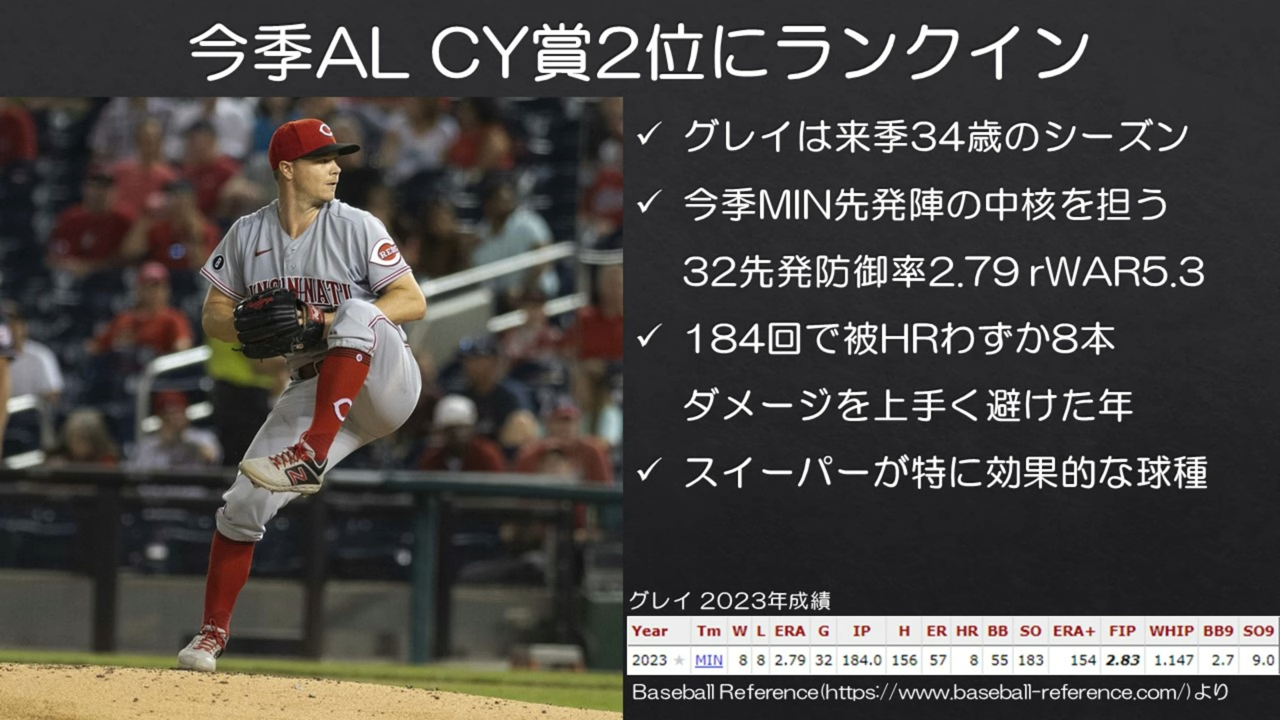 今季AL CY賞2位にランクイン
✓ グレイは来季34歳のシーズン
✓ 今季MIN先発陣の中核を担う
32先発防御率2.79 rWAR5.3
✓ 184回で被HRわずか8本
ダメージを上手く避けた年
✓ スイーパーが特に効果的な球種
REDS
CINCINNATI
グレイ 2023年成績
Year Tm W L ERA G IP H ER HR BB SO ERA+ FIP WHIP BB9 SO9
2023 ★ MIN 8 8 2.79 32 184.0 156 57 8 55 183 154 2.83 1.147 2.7 9.0
Baseball Reference(https://www.baseball-reference.com/)より